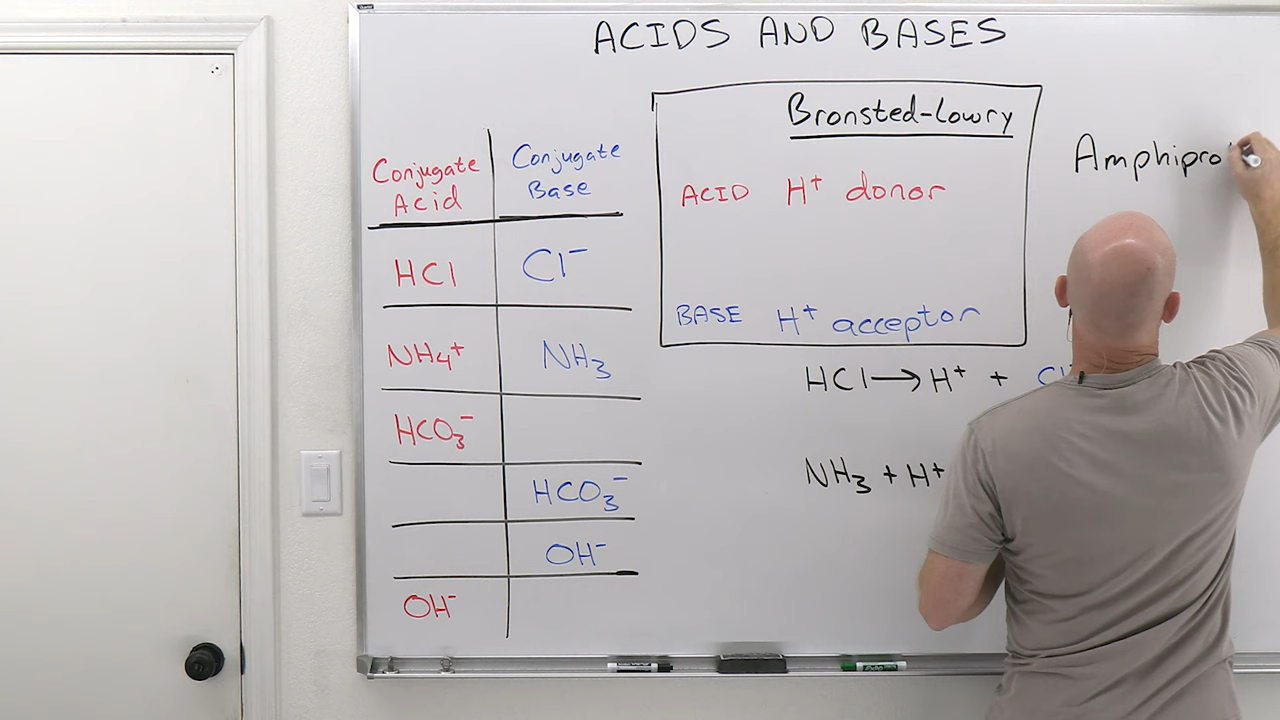 ACIDS AND BASES
Bronsted-Lowry
ACID H⁺ donor
BASE H⁺ acceptor
Conjugate Acid
Conjugate Base
HCl Cl⁻
NH₄⁺ NH₃
HCO₃⁻
HCO₃⁻
OH⁻
OH⁻
HCl → H⁺ +
NH₃ + H⁺
Amphipro